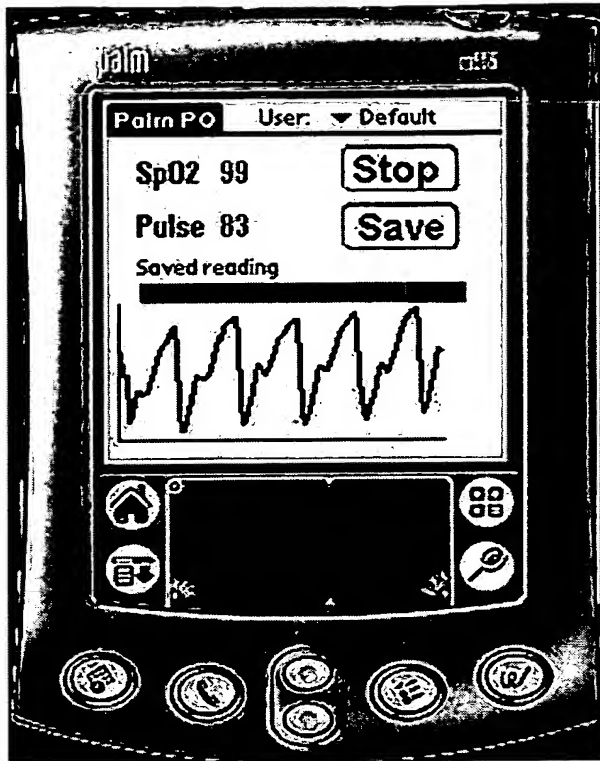 palm
m515
Palm PO User: Default
SpO2 99
Stop
Pulse 83
Save
Saved reading